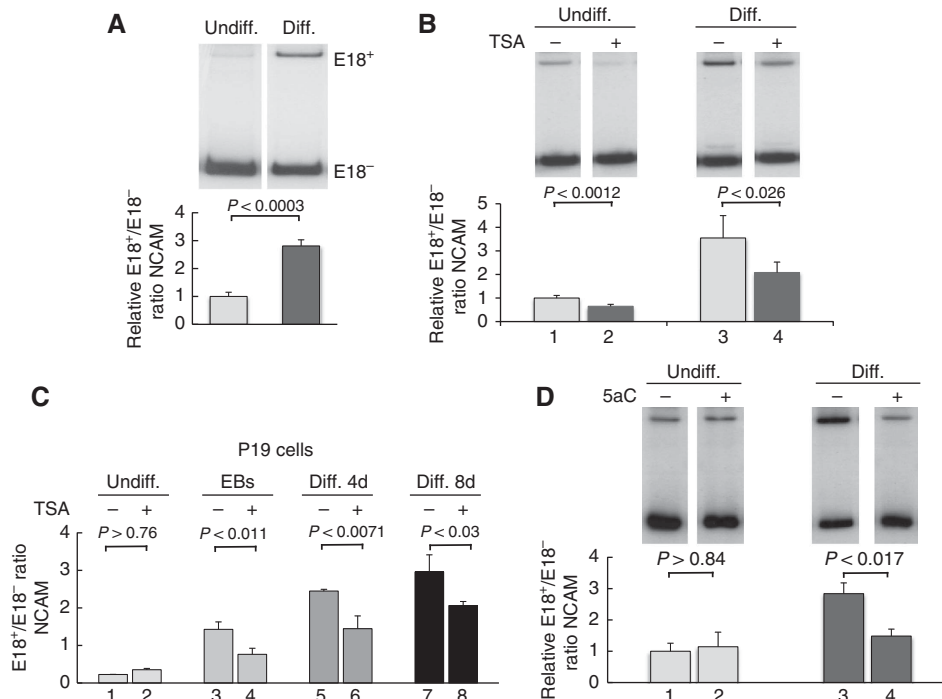 A
Undiff. Diff.
E18⁺
E18⁻
P < 0.0003
Relative E18⁺/E18⁻
ratio NCAM
4
3
2
1
0
B
Undiff. Diff.
TSA – + – +
P < 0.0012 P < 0.026
Relative E18⁺/E18⁻
ratio NCAM
5
4
3
2
1
0
1 2 3 4
C
P19 cells
Undiff. EBs Diff. 4d Diff. 8d
TSA – + – + – + – +
P > 0.76 P < 0.011 P < 0.0071 P < 0.03
E18⁺/E18⁻ ratio
NCAM
4
3
2
1
0
1 2 3 4 5 6 7 8
D
Undiff. Diff.
5aC – + – +
P > 0.84 P < 0.017
Relative E18⁺/E18⁻
ratio NCAM
4
3
2
1
0
1 2 3 4